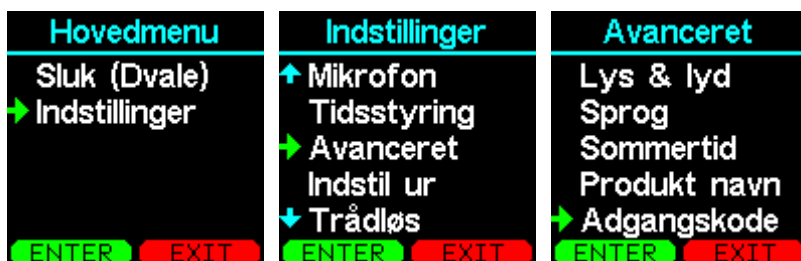 Hovedmenu
Sluk (Dvale)
Indstillinger
ENTER EXIT
Indstillinger
Mikrofon
Tidsstyring
Avanceret
Indstil ur
Trådløs
ENTER EXIT
Avanceret
Lys & lyd
Sprog
Sommertid
Produkt navn
Adgangskode
ENTER EXIT